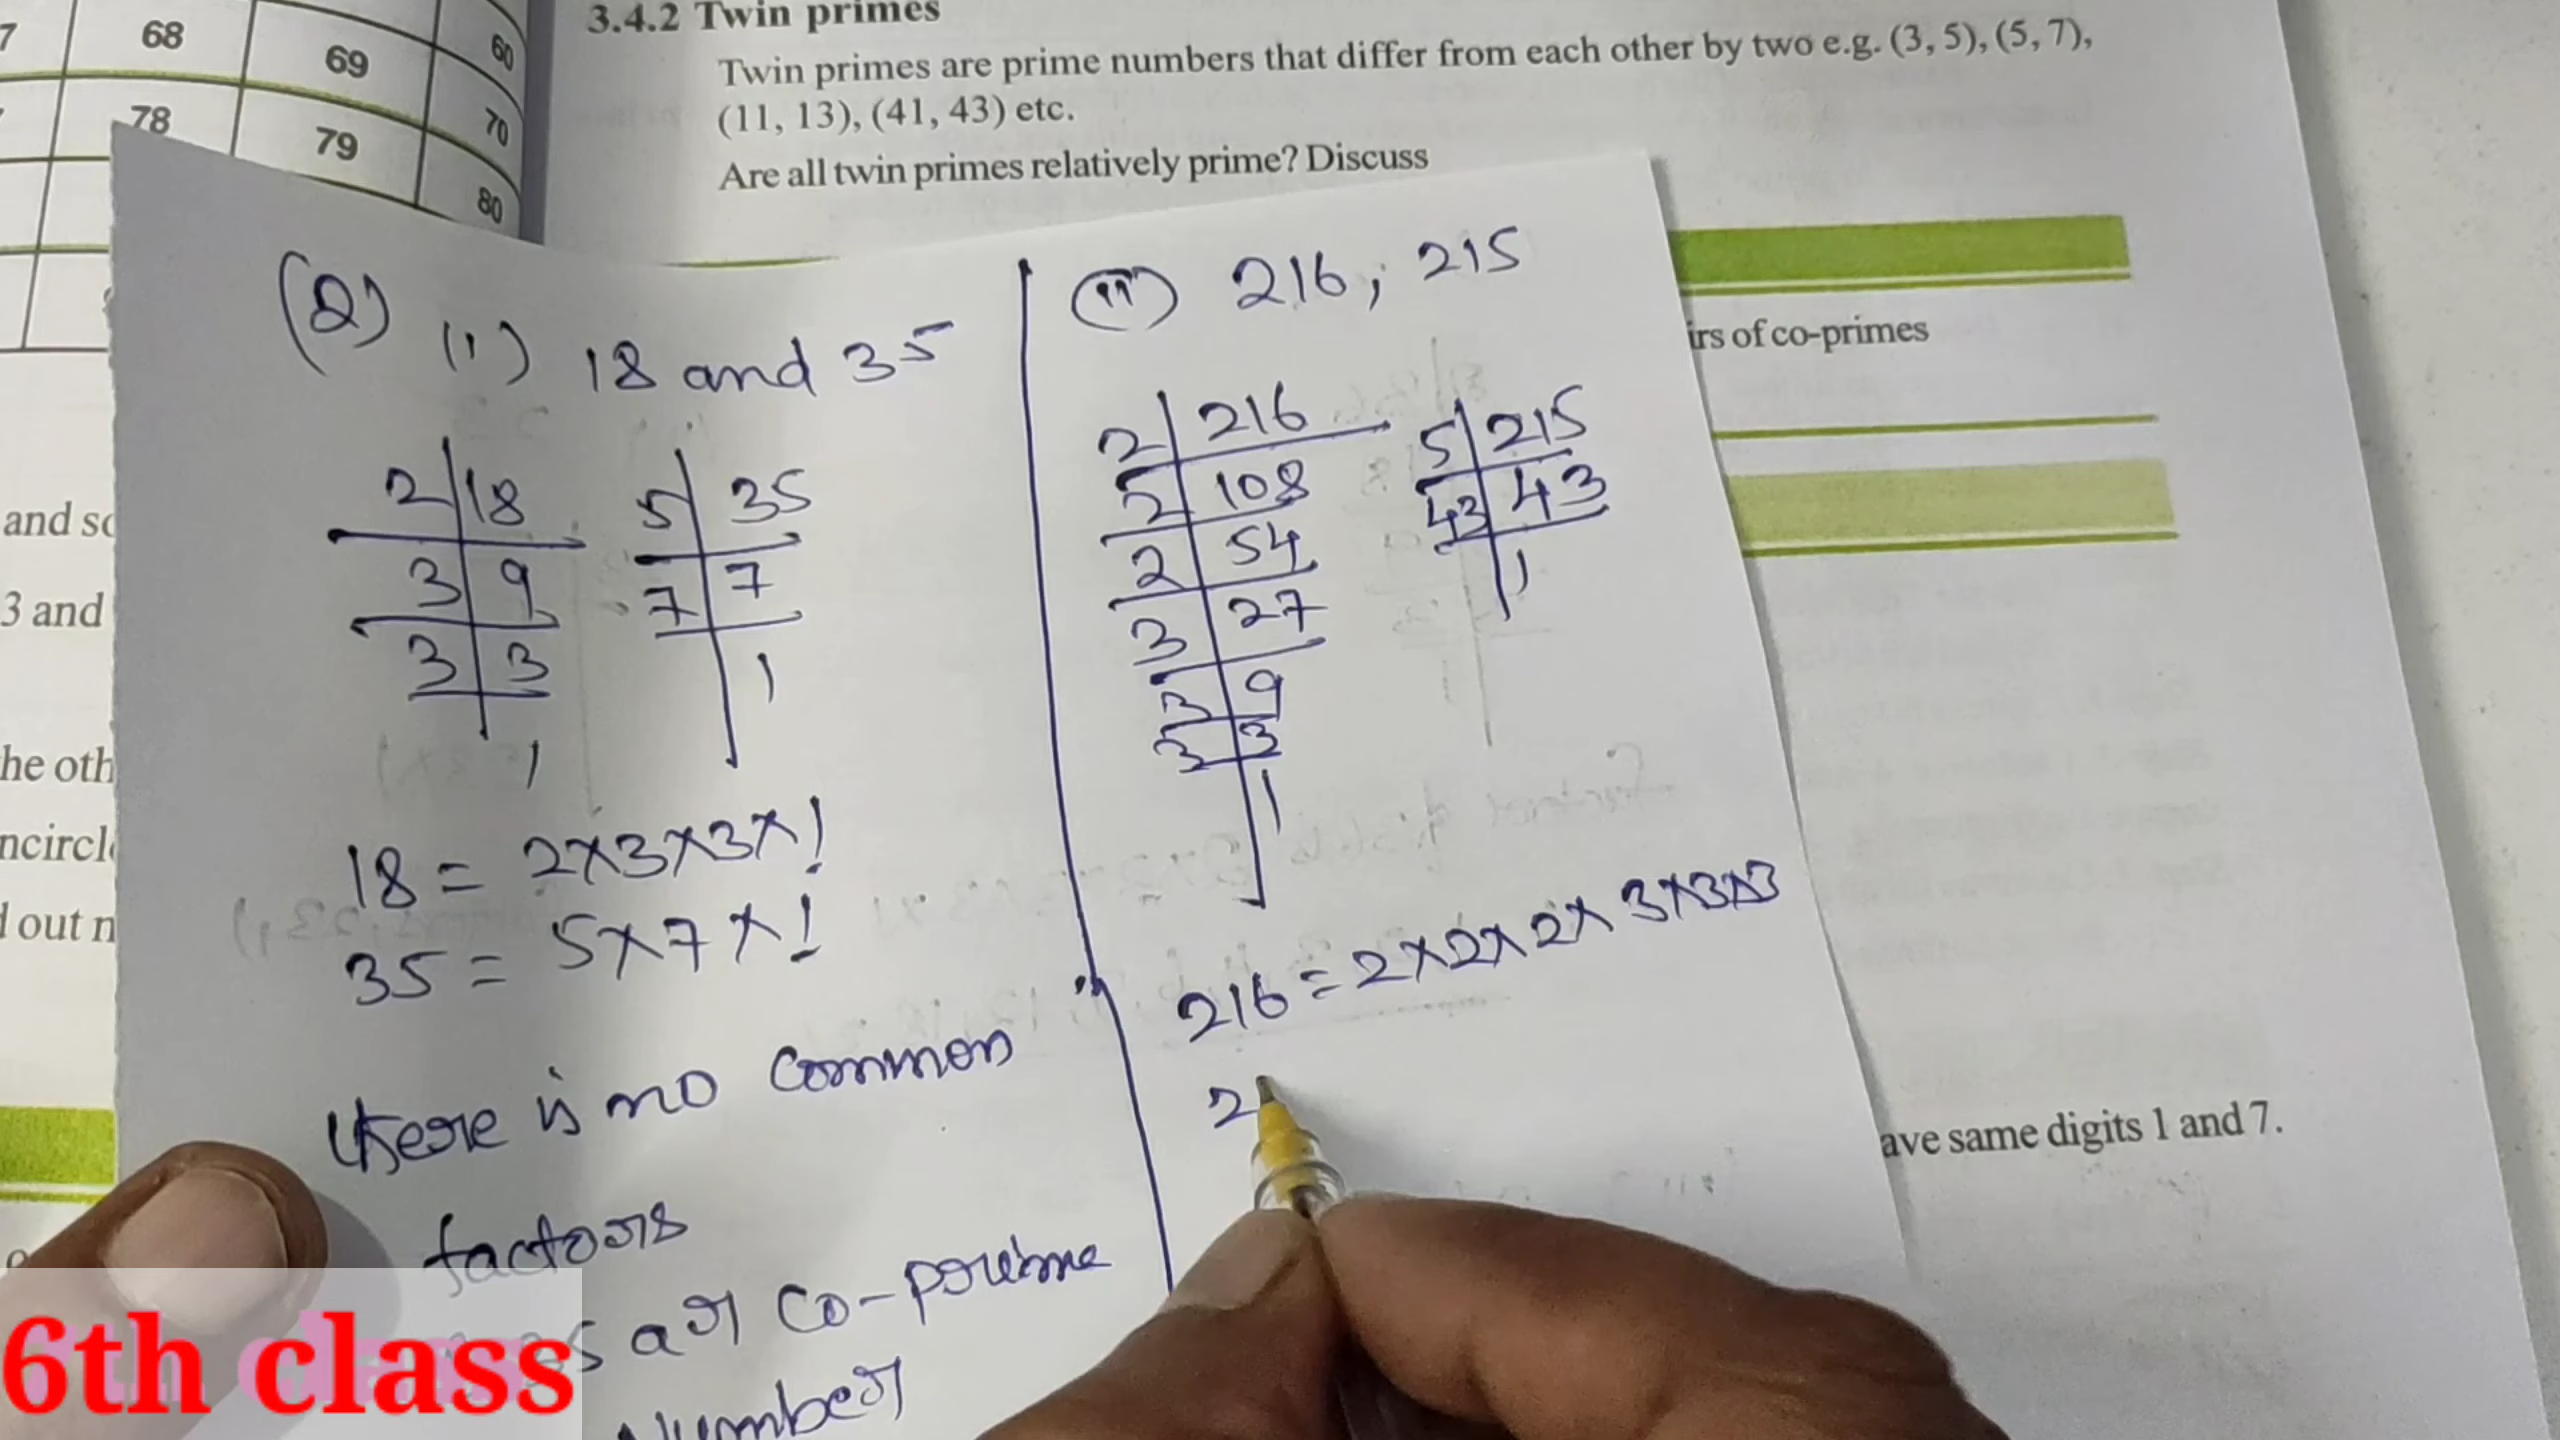 68 69 60
78 79 70
80
3.4.2 Twin primes
Twin primes are prime numbers that differ from each other by two e.g. (3, 5), (5, 7),
(11, 13), (41, 43) etc.
Are all twin primes relatively prime? Discuss
irs of co-primes
ave same digits 1 and 7.
and so
3 and
he oth
ncircle
out n
(2) (i) 18 and 35
2 18
3 9
3 3
1
5 35
7 7
1
18 = 2×3×3×1
35 = 5×7×1
there is no common
factors
co-prime
Number
(ii) 216, 215
2 216
2 108
2 54
3 27
3 9
3 3
1
5 215
43 43
1
216 = 2×2×2×3×3×3
2
6th class